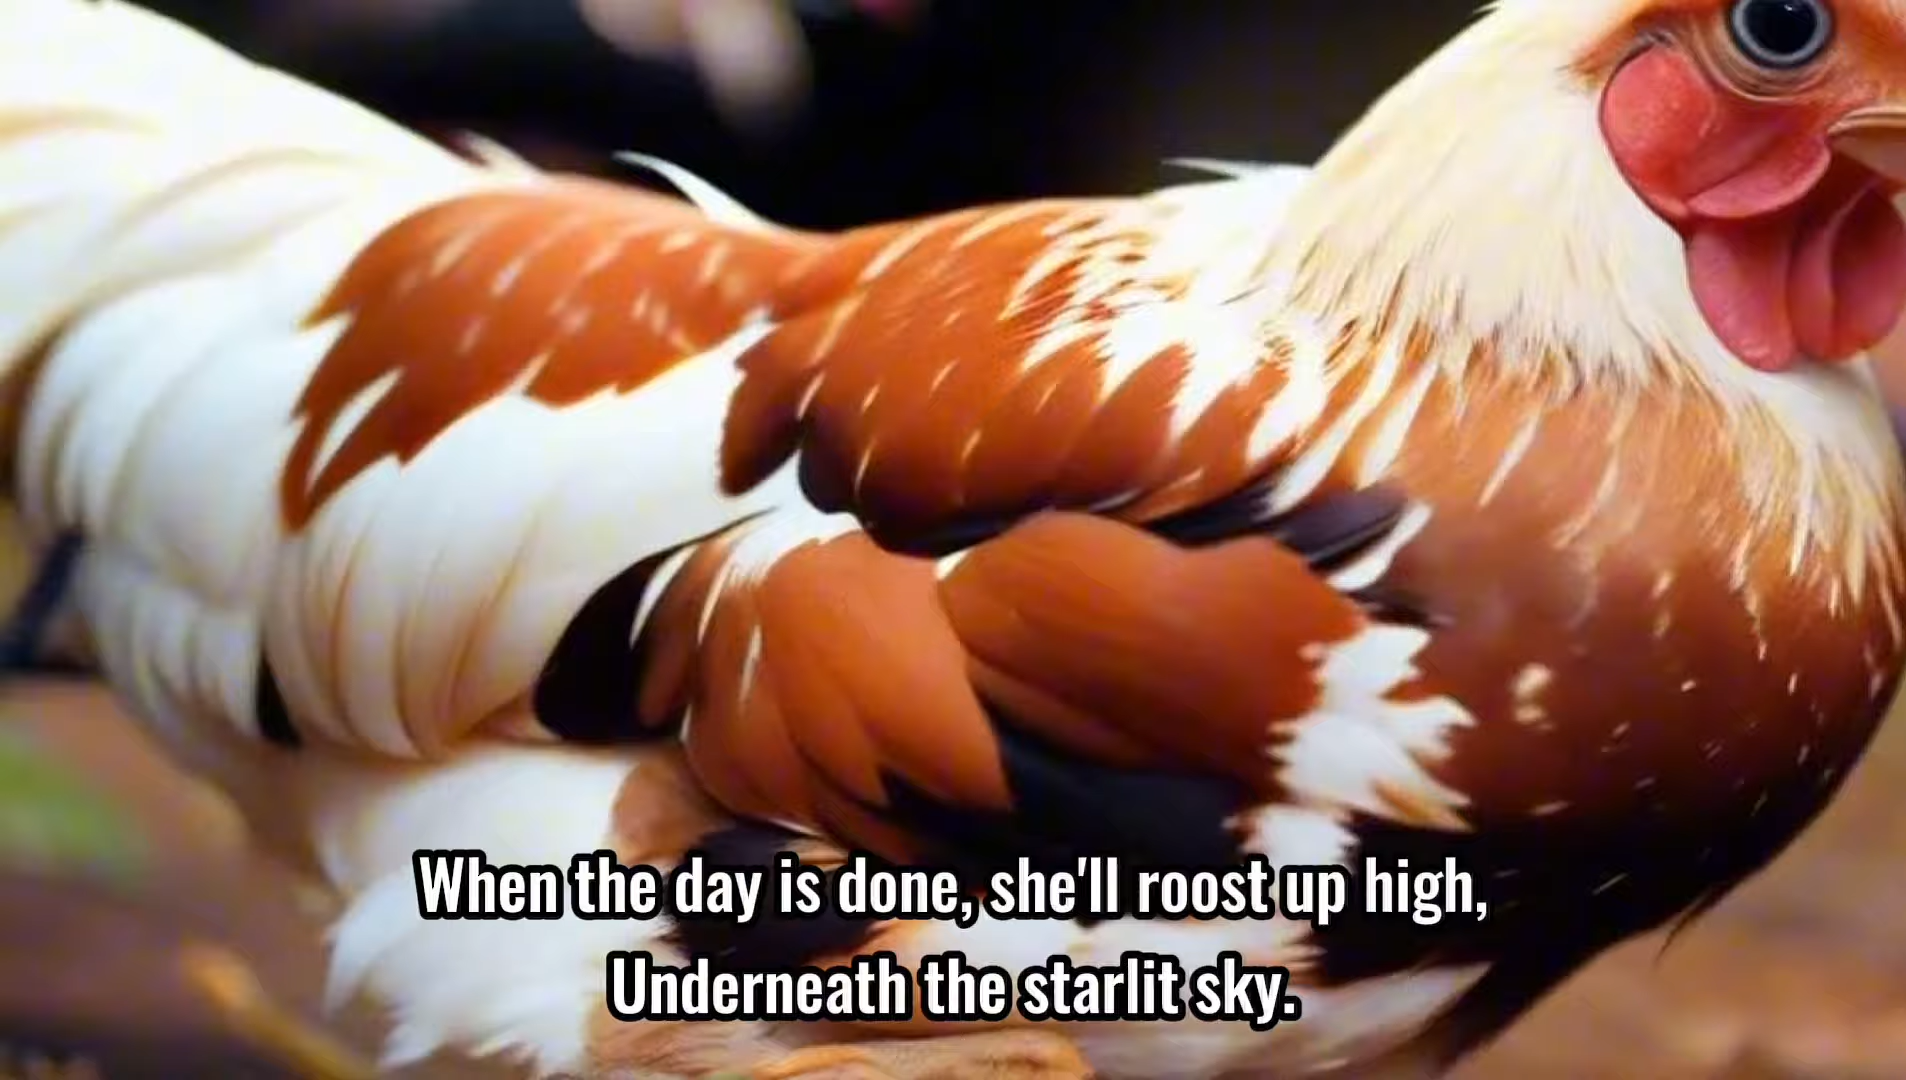 When the day is done, she'll roost up high,
Underneath the starlit sky.